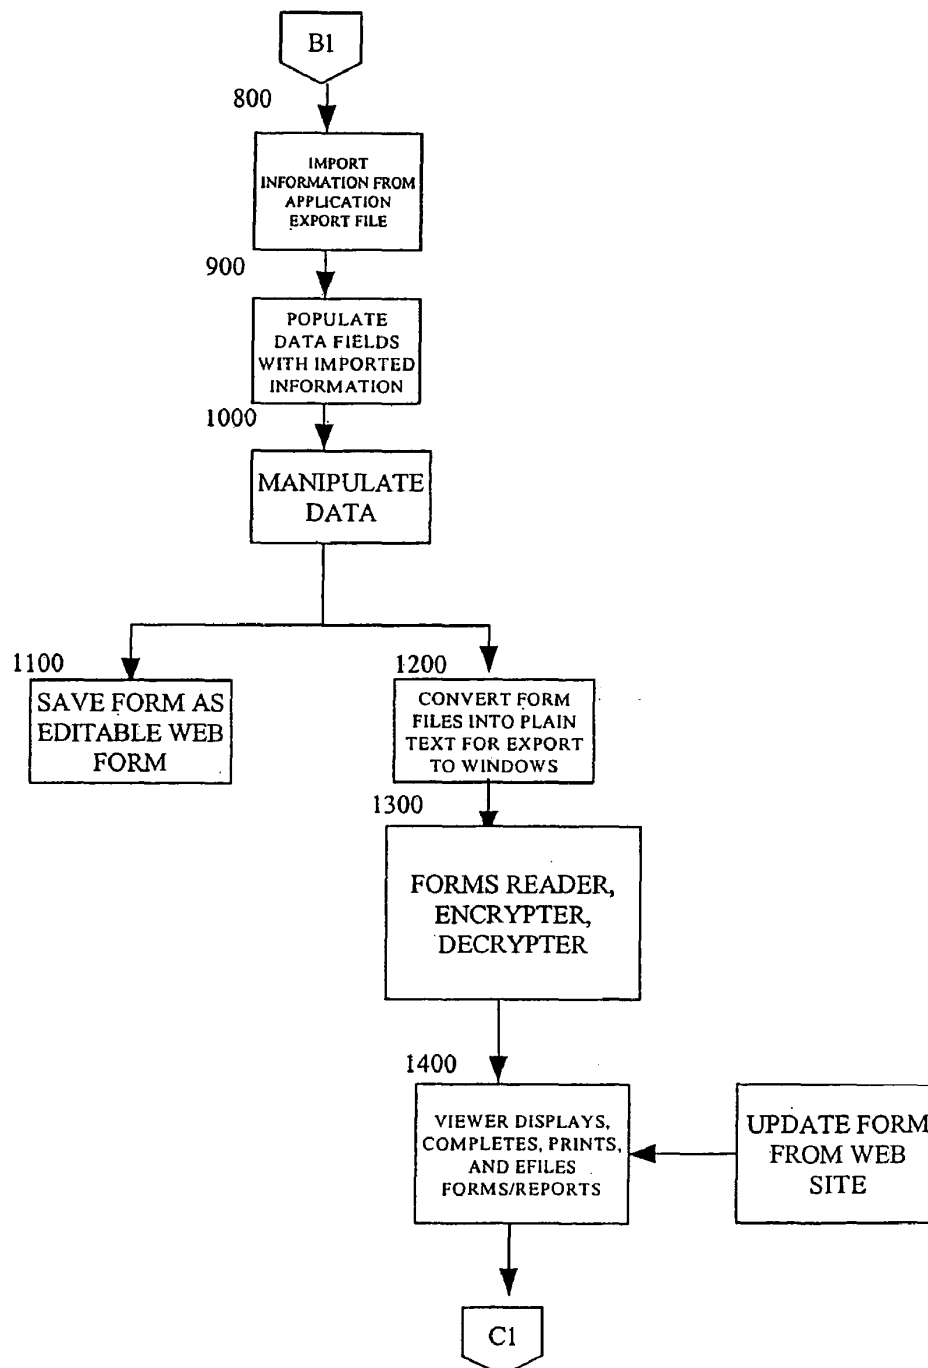 B1
800
IMPORT
INFORMATION FROM
APPLICATION
EXPORT FILE
900
POPULATE
DATA FIELDS
WITH IMPORTED
INFORMATION
1000
MANIPULATE
DATA
1100
SAVE FORM AS
EDITABLE WEB
FORM
1200
CONVERT FORM
FILES INTO PLAIN
TEXT FOR EXPORT
TO WINDOWS
1300
FORMS READER,
ENCRYPTER,
DECRYPTER
1400
VIEWER DISPLAYS,
COMPLETES, PRINTS,
AND EFILES
FORMS/REPORTS
UPDATE FORM
FROM WEB
SITE
C1